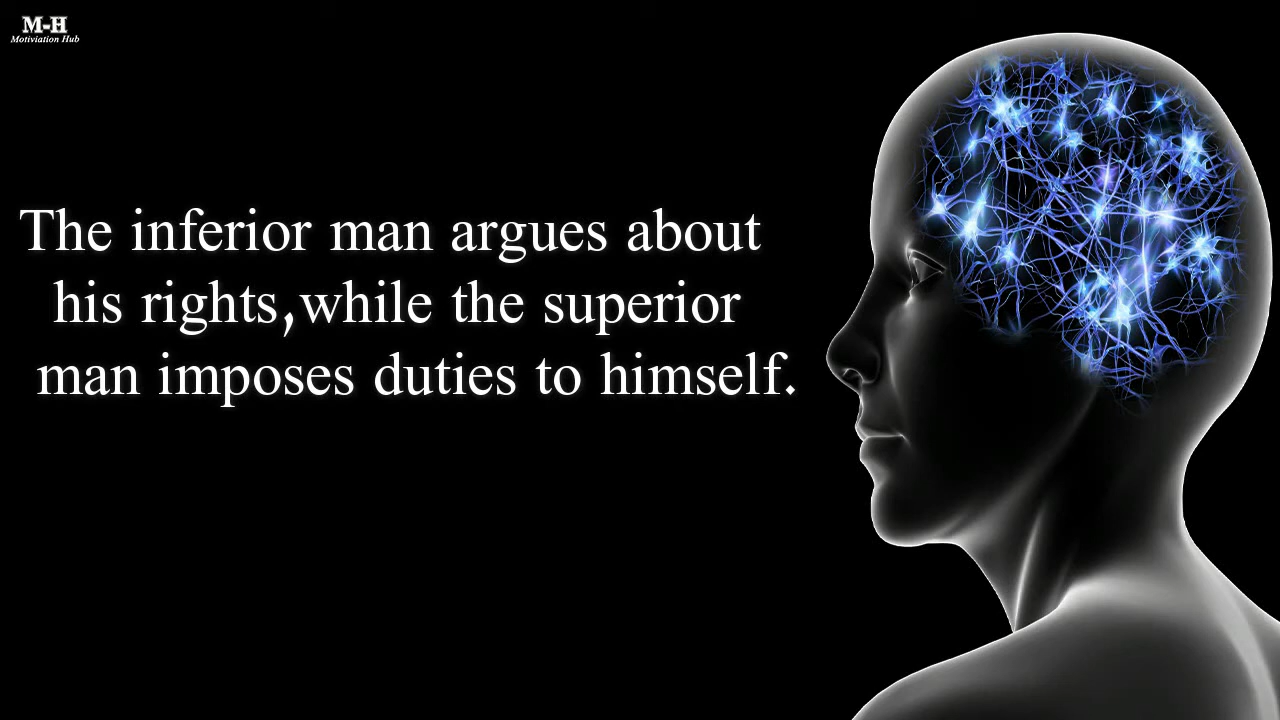 M-H
Motiviation Hub
The inferior man argues about
his rights,while the superior
man imposes duties to himself.